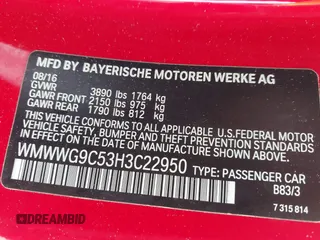 MFD BY BAYERISCHE MOTOREN WERKE AG
08/16
GVWR 3890 lbs 1764 kg
GAWR FRONT 2150 lbs 975 kg
GAWR REAR 1790 lbs 812 kg
THIS VEHICLE CONFORMS TO ALL APPLICABLE U.S. FEDERAL
SAFETY, BUMPER, AND THEFT PREVENTION STANDARDS
IN EFFECT ON THE DATE OF MANUFACTURE SHOWN ABOVE.
WMWWG9C53H3C22950 TYPE: PASSENGER CAR
B83/3
7 315 814
DREAMBID